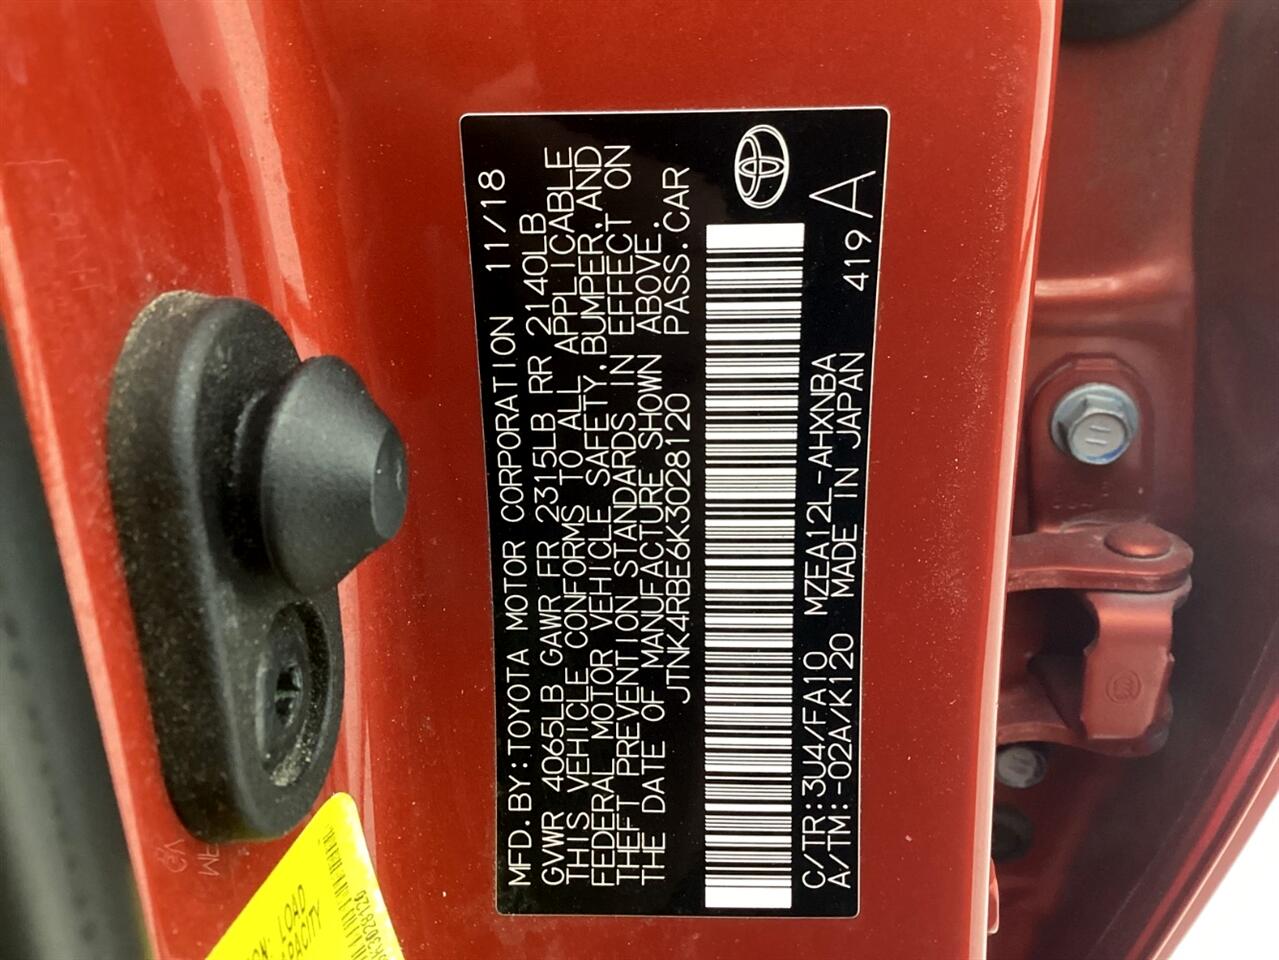 MFD.BY:TOYOTA MOTOR CORPORATION 11/18
GVWR 4065LB GAWR FR 2315LB RR 2140LB
THIS VEHICLE CONFORMS TO ALL APPLICABLE
FEDERAL MOTOR VEHICLE SAFETY,BUMPER,AND
THEFT PREVENTION STANDARDS IN EFFECT ON
THE DATE OF MANUFACTURE SHOWN ABOVE.
JTNK4RBE6K3028120 PASS.CAR
C/TR:3U4/FA10 MZEA12L-AHXNBA 419 A
A/TM:-02A/K120 MADE IN JAPAN
LOAD
K3028120